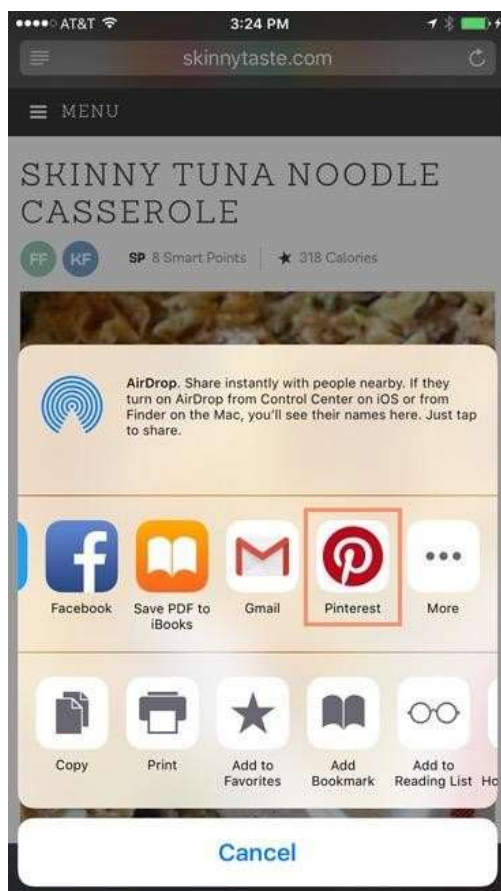 AT&T 3:24 PM
skinnytaste.com
MENU
SKINNY TUNA NOODLE
CASSEROLE
FF KF SP 8 Smart Points 318 Calories
AirDrop. Share instantly with people nearby. If they
turn on AirDrop from Control Center on iOS or from
Finder on the Mac, you'll see their names here. Just tap
to share.
Facebook Save PDF to Gmail Pinterest More
iBooks
Copy Print Add to Add Add to
Favorites Bookmark Reading List Ho
Cancel